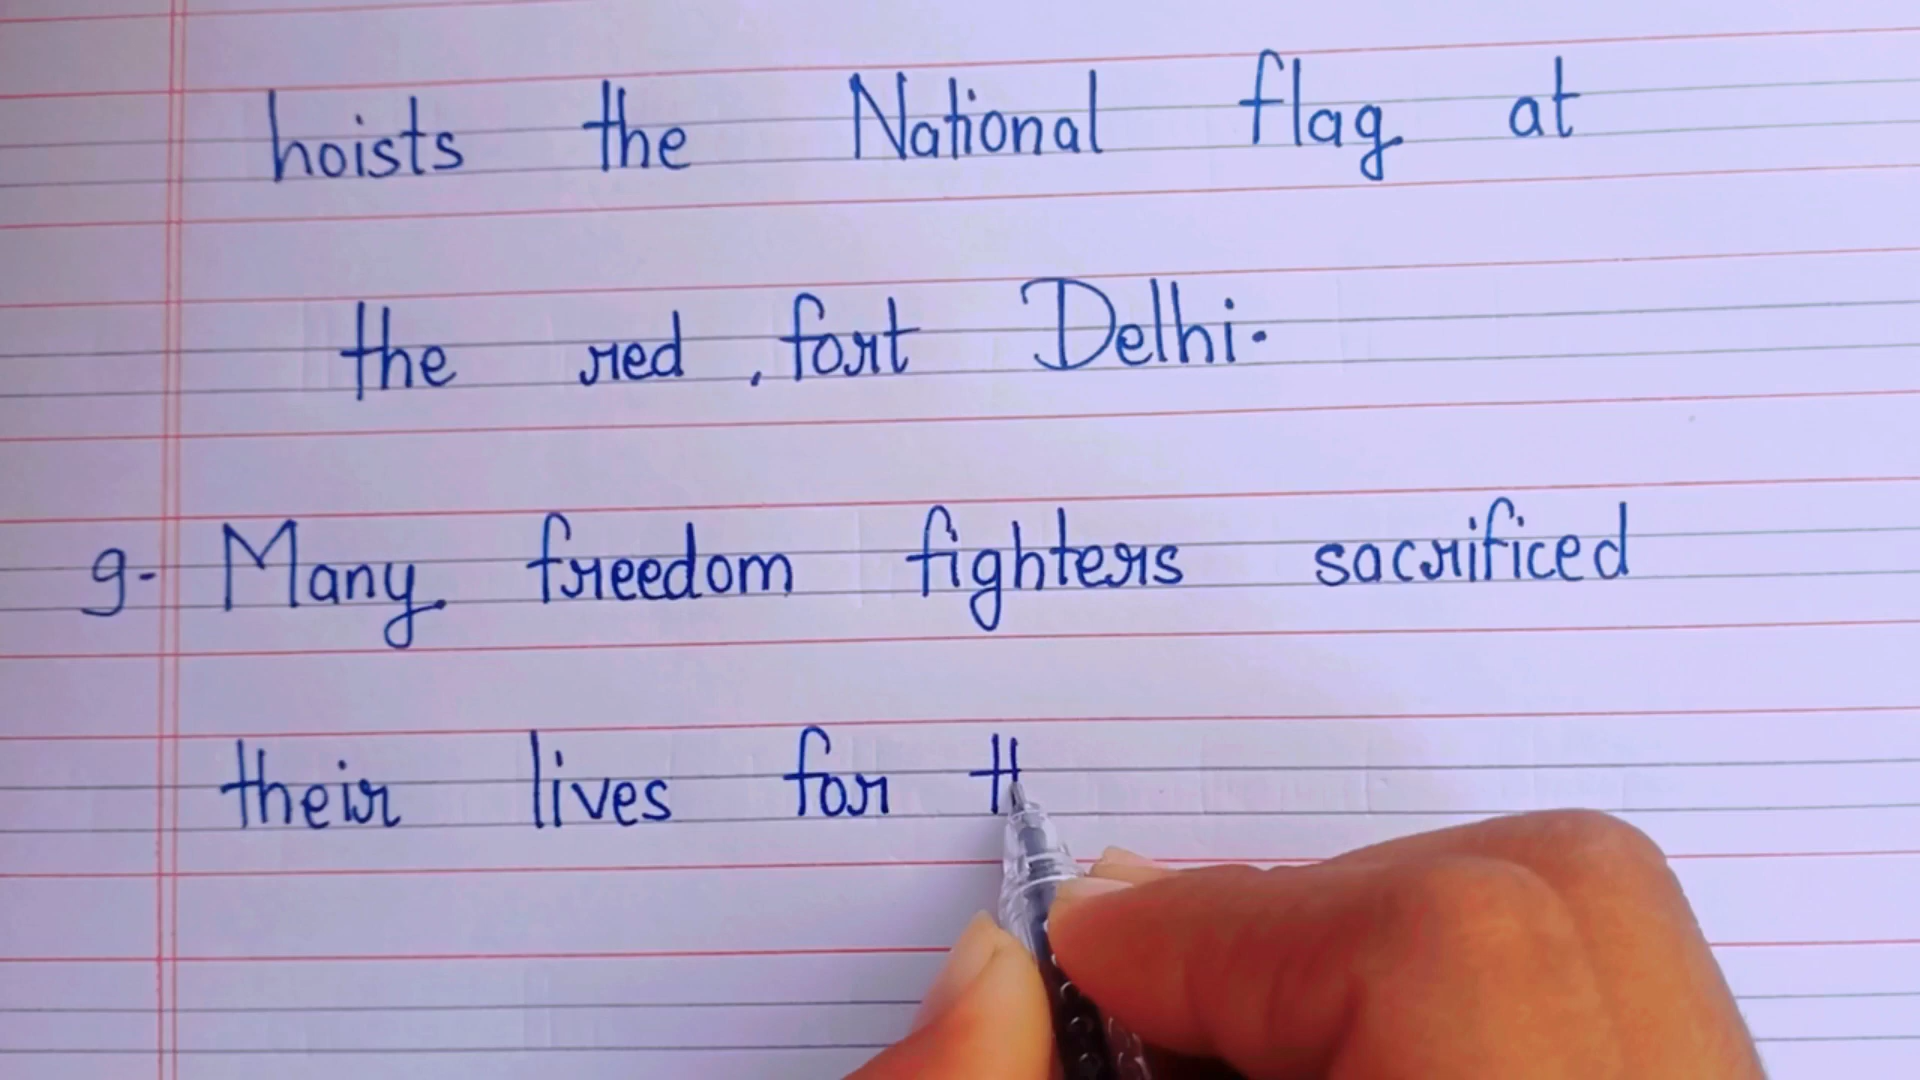 hoists the National flag at
the red , fort Delhi.
9- Many freedom fighters sacrificed
their lives for